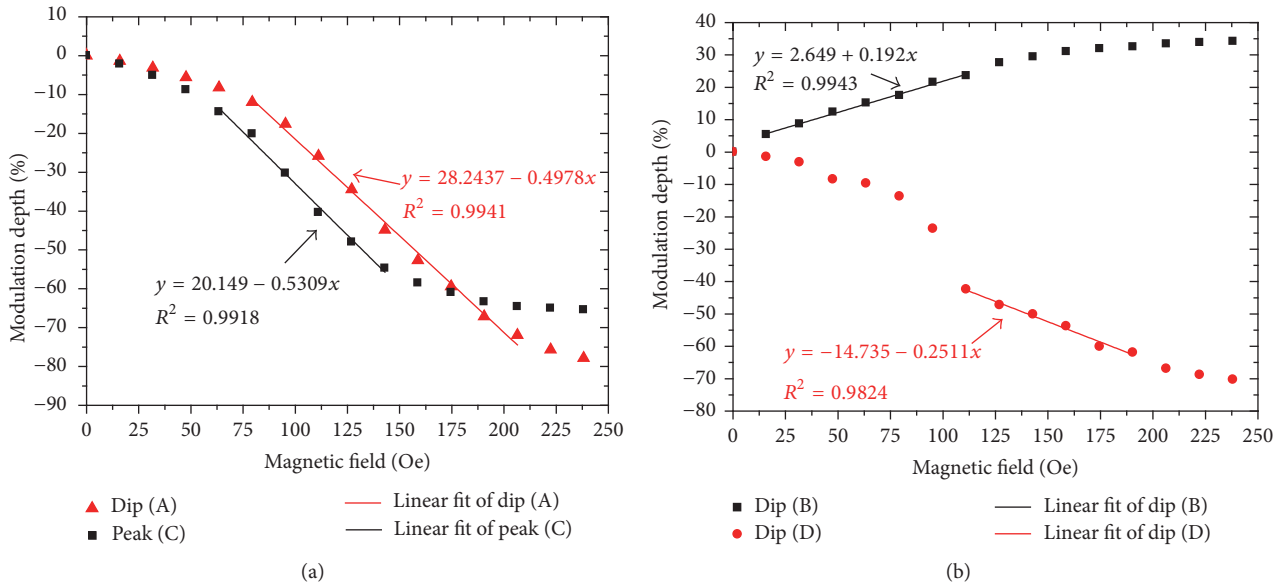 10
0
−10
−20
−30
−40
−50
−60
−70
−80
−90
Modulation depth (%)
y = 28.2437 − 0.4978x
R² = 0.9941
y = 20.149 − 0.5309x
R² = 0.9918
0 25 50 75 100 125 150 175 200 225 250
Magnetic field (Oe)
Dip (A)
Peak (C)
Linear fit of dip (A)
Linear fit of peak (C)
(a)
40
30
20
10
0
−10
−20
−30
−40
−50
−60
−70
−80
Modulation depth (%)
y = 2.649 + 0.192x
R² = 0.9943
y = −14.735 − 0.2511x
R² = 0.9824
0 25 50 75 100 125 150 175 200 225 250
Magnetic field (Oe)
Dip (B)
Dip (D)
Linear fit of dip (B)
Linear fit of dip (D)
(b)